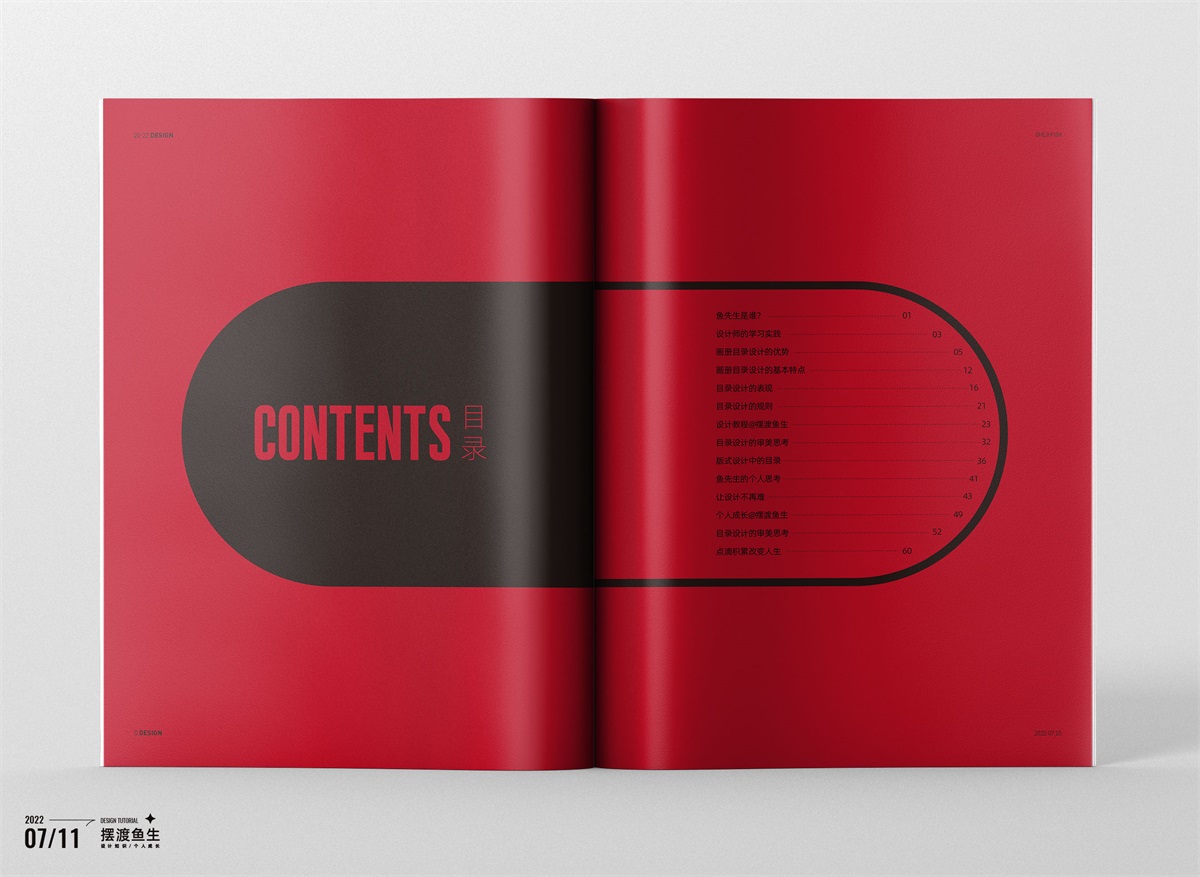 DESIGN
CONTENTS
目录
鱼先生是谁? 01
设计师的学习实践 03
画册目录设计的优势 05
画册目录设计的基本特点 12
目录设计的表现 16
目录设计的规则 21
设计教程@摆渡鱼生 23
目录设计的审美思考 32
版式设计中的目录 36
鱼先生的个人思考 41
让设计不再难 43
个人成长@摆渡鱼生 49
目录设计的审美思考 52
点滴积累改变人生 60
DESIGN
2022
07/11
DESIGN TUTORIAL
摆渡鱼生
设计知识/个人成长